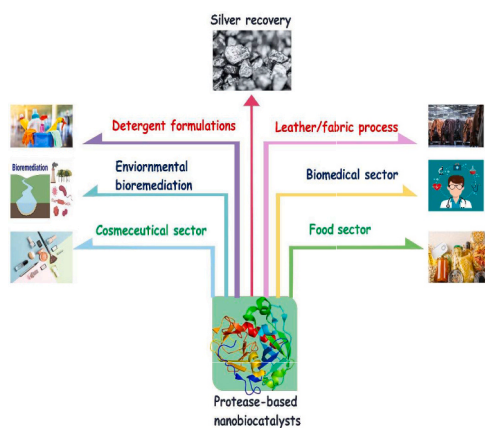 Silver recovery
Detergent formulations
Leather/fabric process
Bioremediation
Enviornmental
bioremediation
Biomedical sector
Cosmeceutical sector
Food sector
Protease-based
nanobiocatalysts